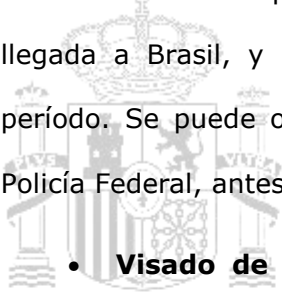 llegada a Brasil, y
período. Se puede
Policía Federal, antes
• Visado de